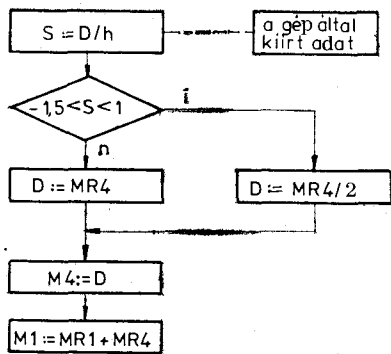 S := D/h
a gép által
kiírt adat
-1,5<S<1
i
n
D := MR4
D := MR4/2
M4:=D
M1:=MR1+MR4